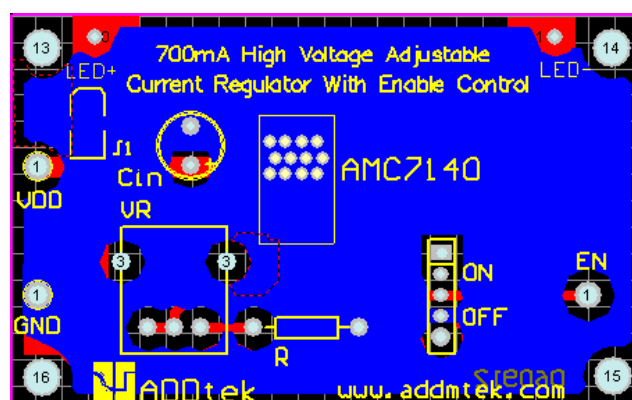 13
14
700mA High Voltage Adjustable
Current Regulator With Enable Control
LED+
LED-
J1
1
VDD
Cin
AMC7140
VR
3
3
ON
EN
1
1
GND
OFF
R
16
15
ADDtek
www.addmtek.com